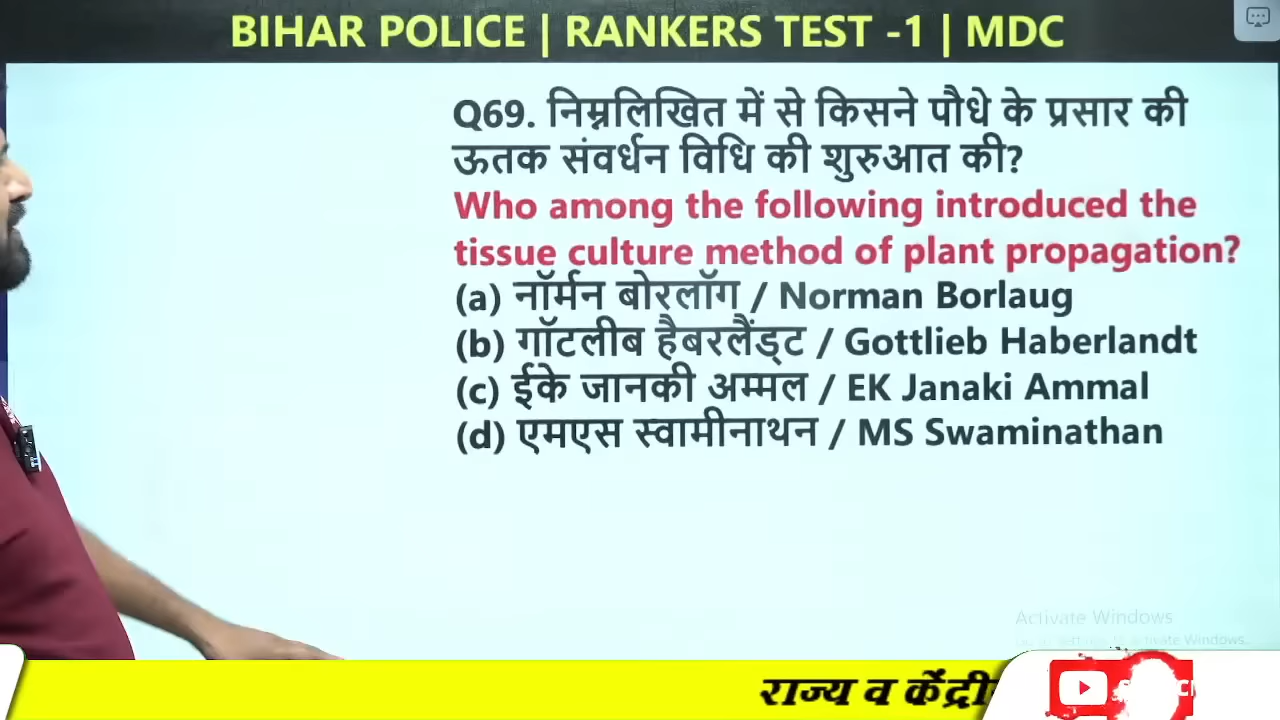 BIHAR POLICE | RANKERS TEST -1 | MDC
Q69. निम्नलिखित में से किसने पौधे के प्रसार की
ऊतक संवर्धन विधि की शुरुआत की?
Who among the following introduced the
tissue culture method of plant propagation?
(a) नॉर्मन बोरलॉग / Norman Borlaug
(b) गॉटलीब हैबरलैंड्ट / Gottlieb Haberlandt
(c) ईके जानकी अम्मल / EK Janaki Ammal
(d) एमएस स्वामीनाथन / MS Swaminathan
Activate Windows
राज्य व केंद्री